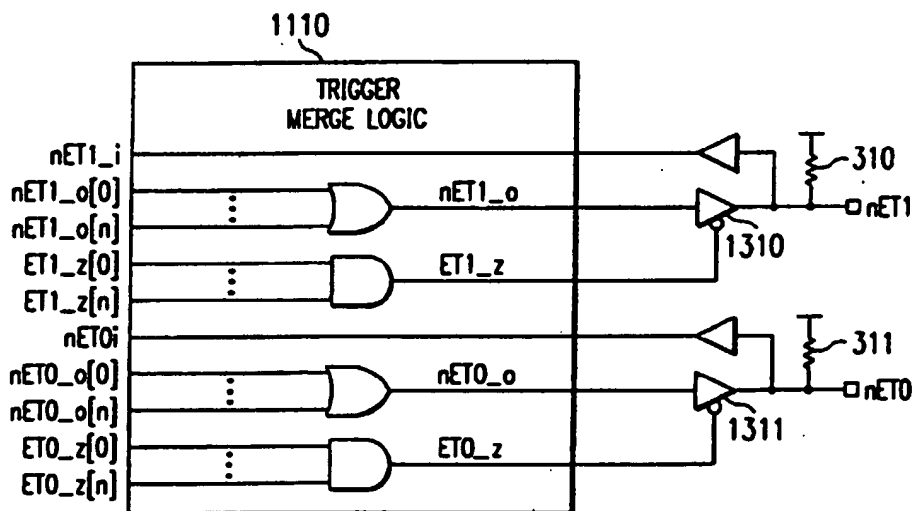 1110
TRIGGER
MERGE LOGIC
nET1_i
nET1_o[0]
nET1_o[n]
ET1_z[0]
ET1_z[n]
nET0i
nET0_o[0]
nET0_o[n]
ET0_z[0]
ET0_z[n]
nET1_o
ET1_z
nET0_o
ET0_z
310
nET1
1310
311
nET0
1311